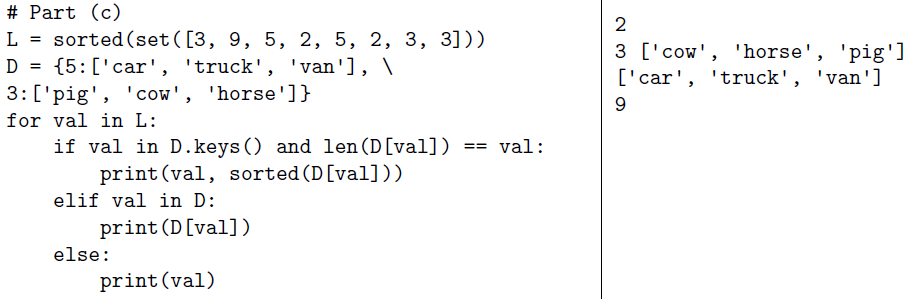 # Part (c)
L = sorted(set([3, 9, 5, 2, 5, 2, 3, 3]))
D = {5:['car', 'truck', 'van'], \
3:['pig', 'cow', 'horse']}
for val in L:
    if val in D.keys() and len(D[val]) == val:
        print(val, sorted(D[val]))
    elif val in D:
        print(D[val])
    else:
        print(val)
2
3 ['cow', 'horse', 'pig']
['car', 'truck', 'van']
9